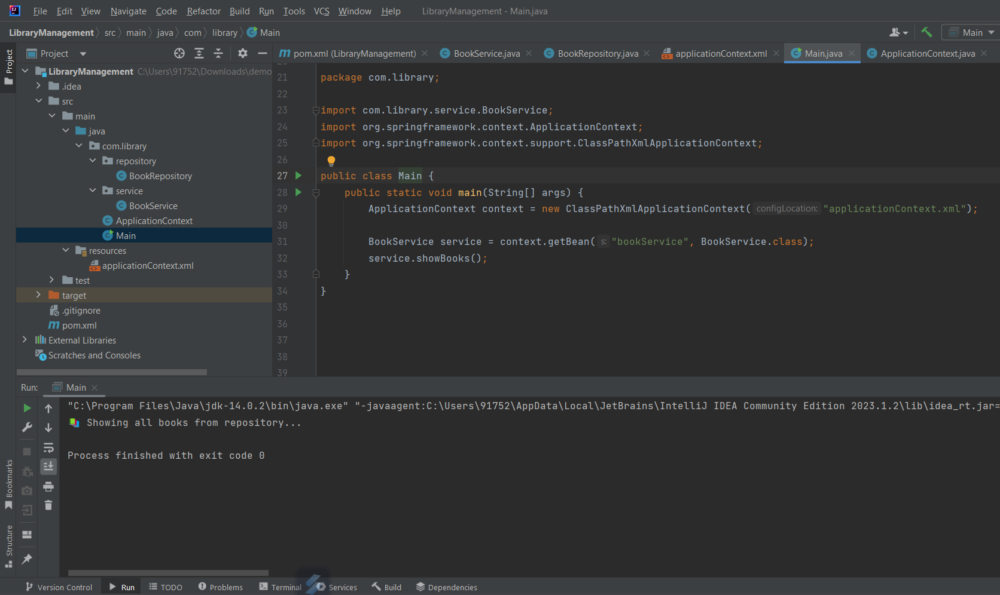 File Edit View Navigate Code Refactor Build Run Tools VCS Window Help LibraryManagement - Main.java
LibraryManagement src main java com library Main
Main
Project
Project
pom.xml (LibraryManagement) BookService.java BookRepository.java applicationContext.xml Main.java ApplicationContext.java
LibraryManagement C:\Users\91752\Downloads\demo
.idea
src
main
java
com.library
repository
BookRepository
service
BookService
ApplicationContext
Main
resources
applicationContext.xml
test
target
.gitignore
pom.xml
External Libraries
Scratches and Consoles
21 package com.library;
22
23 import com.library.service.BookService;
24 import org.springframework.context.ApplicationContext;
25 import org.springframework.context.support.ClassPathXmlApplicationContext;
26
27 public class Main {
28 public static void main(String[] args) {
29 ApplicationContext context = new ClassPathXmlApplicationContext( configLocation: "applicationContext.xml");
30
31 BookService service = context.getBean( s: "bookService", BookService.class);
32 service.showBooks();
33 }
34 }
35
36
37
38
39
Run: Main
"C:\Program Files\Java\jdk-14.0.2\bin\java.exe" "-javaagent:C:\Users\91752\AppData\Local\JetBrains\IntelliJ IDEA Community Edition 2023.1.2\lib\idea_rt.jar=
Showing all books from repository...
Process finished with exit code 0
Bookmarks
Structure
Version Control Run TODO Problems Terminal Services Build Dependencies